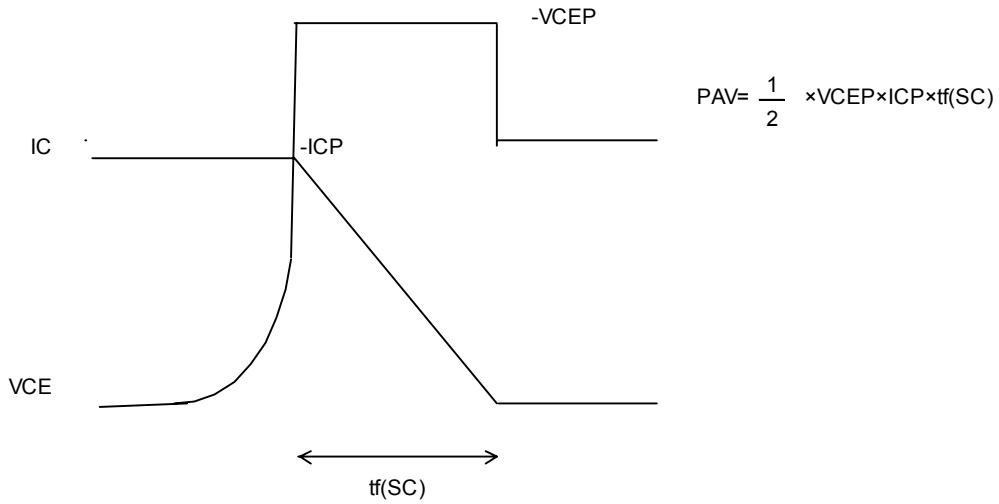 -VCEP
PAV= 1/2 ×VCEP×ICP×tf(SC)
IC
-ICP
VCE
tf(SC)